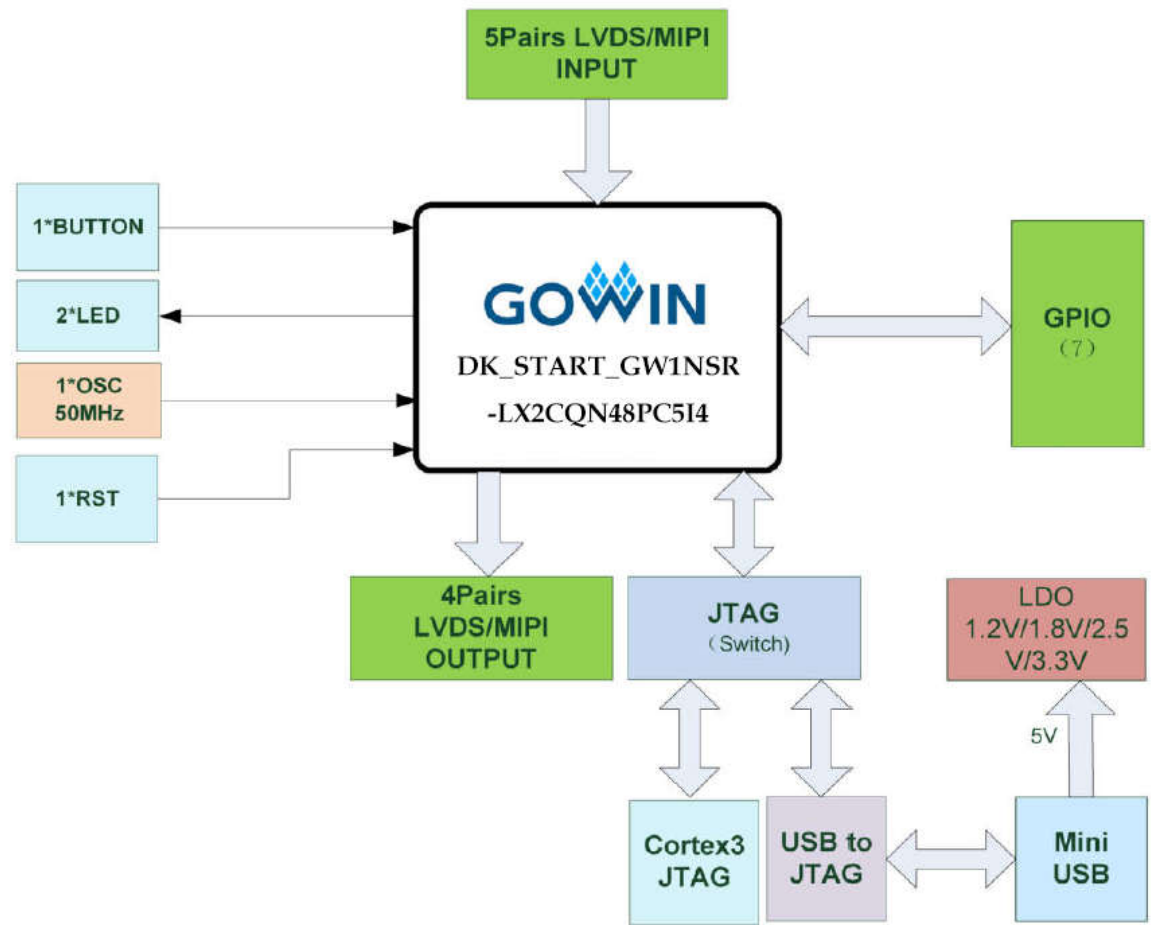 5Pairs LVDS/MIPI
INPUT
1*BUTTON
2*LED
1*OSC
50MHz
1*RST
GOWIN
DK_START_GW1NSR
-LX2CQN48PC5I4
GPIO
（7）
4Pairs
LVDS/MIPI
OUTPUT
JTAG
（Switch)
LDO
1.2V/1.8V/2.5
V/3.3V
5V
Cortex3
JTAG
USB to
JTAG
Mini
USB